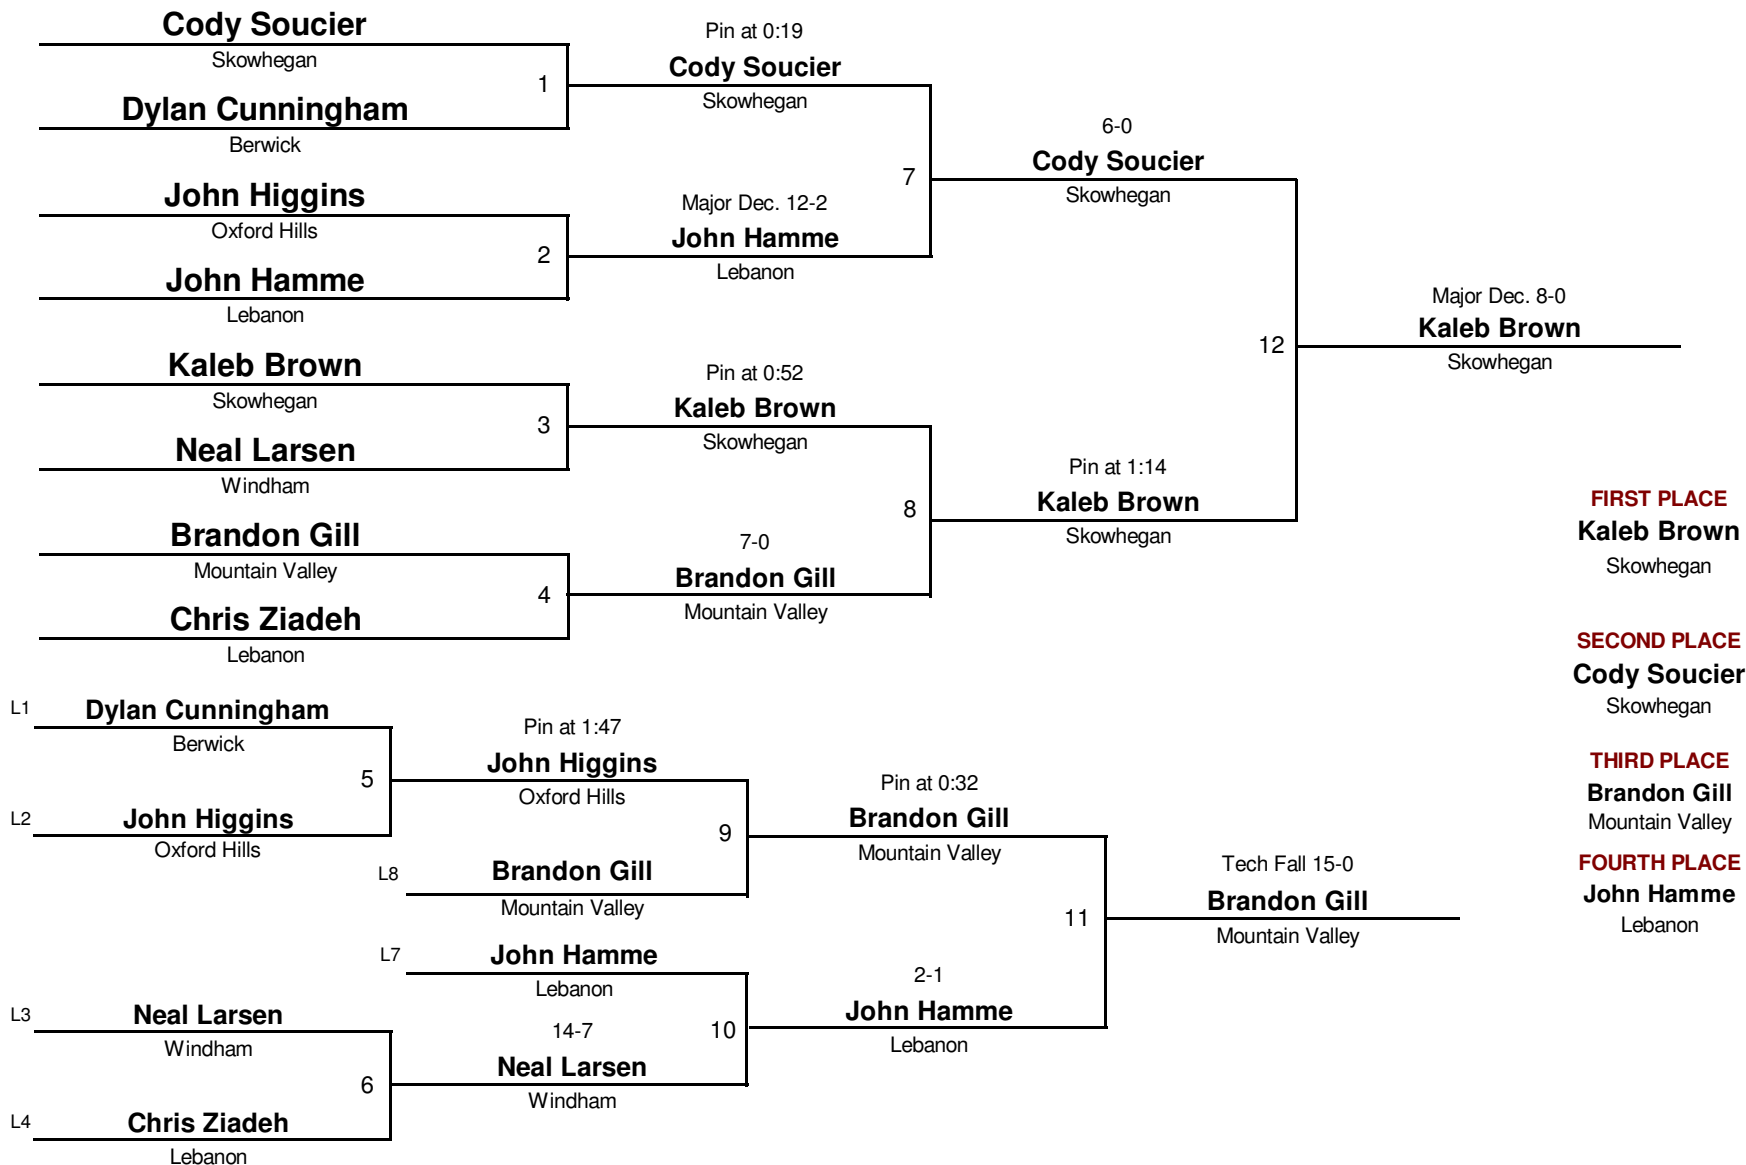 Cody Soucier
Skowhegan
1
Dylan Cunningham
Berwick
Pin at 0:19
Cody Soucier
Skowhegan
John Higgins
Oxford Hills
2
John Hamme
Lebanon
Major Dec. 12-2
John Hamme
Lebanon
7
6-0
Cody Soucier
Skowhegan
Kaleb Brown
Skowhegan
3
Neal Larsen
Windham
Pin at 0:52
Kaleb Brown
Skowhegan
Brandon Gill
Mountain Valley
4
Chris Ziadeh
Lebanon
7-0
Brandon Gill
Mountain Valley
8
Pin at 1:14
Kaleb Brown
Skowhegan
12
Major Dec. 8-0
Kaleb Brown
Skowhegan
FIRST PLACE
Kaleb Brown
Skowhegan
SECOND PLACE
Cody Soucier
Skowhegan
THIRD PLACE
Brandon Gill
Mountain Valley
FOURTH PLACE
John Hamme
Lebanon
L1
Dylan Cunningham
Berwick
5
L2
John Higgins
Oxford Hills
Pin at 1:47
John Higgins
Oxford Hills
9
L8
Brandon Gill
Mountain Valley
Pin at 0:32
Brandon Gill
Mountain Valley
L7
John Hamme
Lebanon
L3
Neal Larsen
Windham
6
L4
Chris Ziadeh
Lebanon
14-7
Neal Larsen
Windham
10
2-1
John Hamme
Lebanon
11
Tech Fall 15-0
Brandon Gill
Mountain Valley